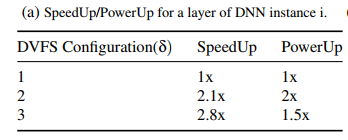 (a) SpeedUp/PowerUp for a layer of DNN instance i.
DVFS Configuration(δ) SpeedUp PowerUp
1 1x 1x
2 2.1x 2x
3 2.8x 1.5x